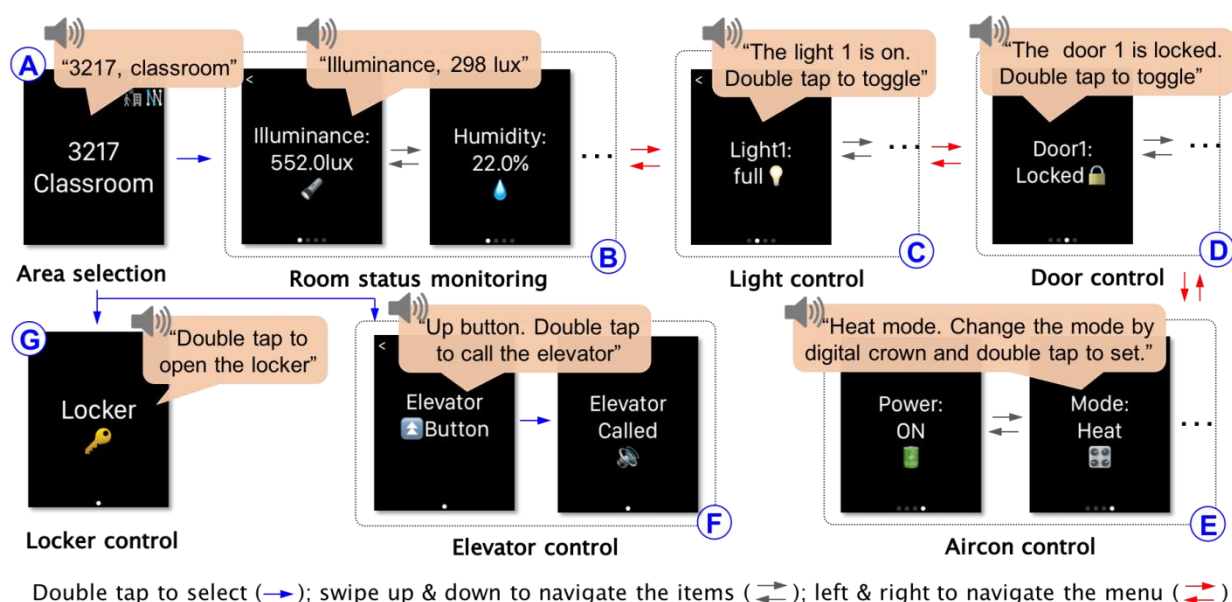 A
“3217, classroom”
3217
Classroom
Area selection
“Illuminance, 298 lux”
<
Illuminance:
552.0lux
Humidity:
22.0%
...
B
Room status monitoring
“The light 1 is on.
Double tap to toggle”
<
Light1:
full
...
C
Light control
“The door 1 is locked.
Double tap to toggle”
Door1:
Locked
...
D
Door control
G
“Double tap to
open the locker”
Locker
Locker control
“Up button. Double tap
to call the elevator”
<
Elevator
Button
Elevator
Called
F
Elevator control
“Heat mode. Change the mode by
digital crown and double tap to set.”
Power:
ON
Mode:
Heat
...
E
Aircon control
Double tap to select (→); swipe up & down to navigate the items (⇄); left & right to navigate the menu (⇄)